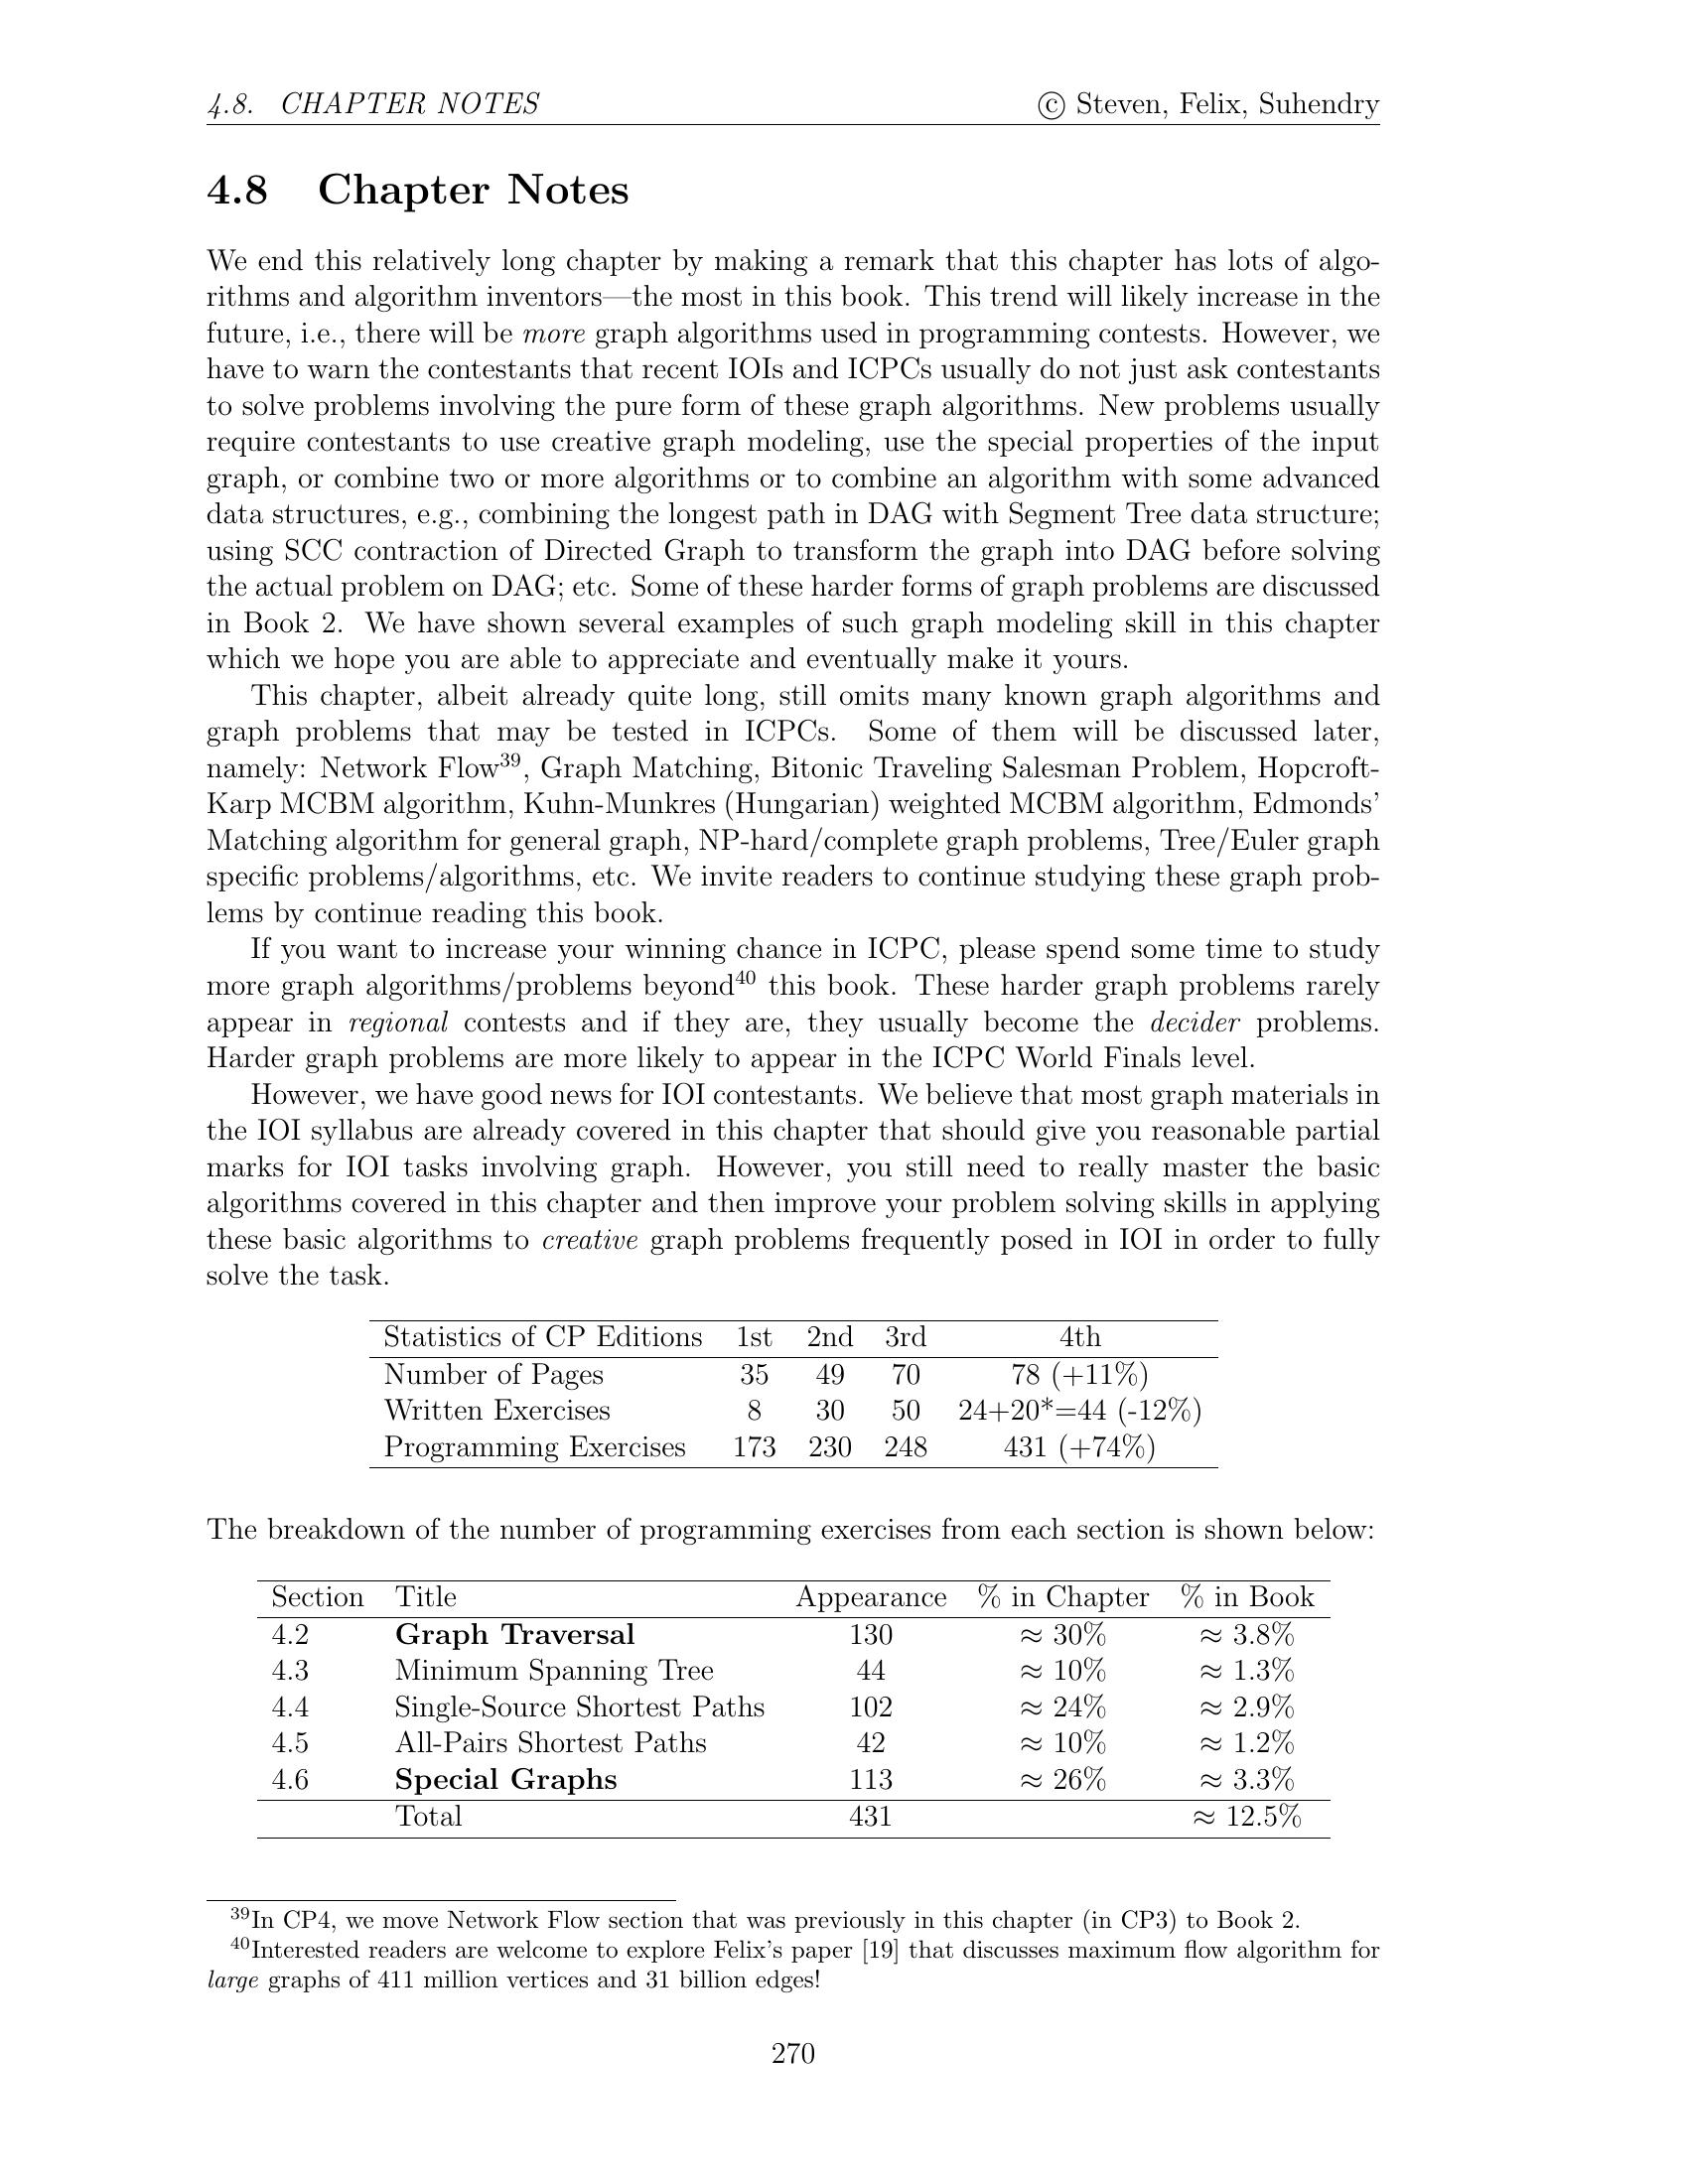 4.8. CHAPTER NOTES © Steven, Felix, Suhendry
4.8 Chapter Notes
We end this relatively long chapter by making a remark that this chapter has lots of algo-
rithms and algorithm inventors—the most in this book. This trend will likely increase in the
future, i.e., there will be more graph algorithms used in programming contests. However, we
have to warn the contestants that recent IOIs and ICPCs usually do not just ask contestants
to solve problems involving the pure form of these graph algorithms. New problems usually
require contestants to use creative graph modeling, use the special properties of the input
graph, or combine two or more algorithms or to combine an algorithm with some advanced
data structures, e.g., combining the longest path in DAG with Segment Tree data structure;
using SCC contraction of Directed Graph to transform the graph into DAG before solving
the actual problem on DAG; etc. Some of these harder forms of graph problems are discussed
in Book 2. We have shown several examples of such graph modeling skill in this chapter
which we hope you are able to appreciate and eventually make it yours.
This chapter, albeit already quite long, still omits many known graph algorithms and
graph problems that may be tested in ICPCs. Some of them will be discussed later,
namely: Network Flow³⁹, Graph Matching, Bitonic Traveling Salesman Problem, Hopcroft-
Karp MCBM algorithm, Kuhn-Munkres (Hungarian) weighted MCBM algorithm, Edmonds’
Matching algorithm for general graph, NP-hard/complete graph problems, Tree/Euler graph
specific problems/algorithms, etc. We invite readers to continue studying these graph prob-
lems by continue reading this book.
If you want to increase your winning chance in ICPC, please spend some time to study
more graph algorithms/problems beyond⁴⁰ this book. These harder graph problems rarely
appear in regional contests and if they are, they usually become the decider problems.
Harder graph problems are more likely to appear in the ICPC World Finals level.
However, we have good news for IOI contestants. We believe that most graph materials in
the IOI syllabus are already covered in this chapter that should give you reasonable partial
marks for IOI tasks involving graph. However, you still need to really master the basic
algorithms covered in this chapter and then improve your problem solving skills in applying
these basic algorithms to creative graph problems frequently posed in IOI in order to fully
solve the task.
Statistics of CP Editions 1st 2nd 3rd 4th
Number of Pages 35 49 70 78 (+11%)
Written Exercises 8 30 50 24+20*=44 (-12%)
Programming Exercises 173 230 248 431 (+74%)
The breakdown of the number of programming exercises from each section is shown below:
Section Title Appearance % in Chapter % in Book
4.2 Graph Traversal 130 ≈ 30% ≈ 3.8%
4.3 Minimum Spanning Tree 44 ≈ 10% ≈ 1.3%
4.4 Single-Source Shortest Paths 102 ≈ 24% ≈ 2.9%
4.5 All-Pairs Shortest Paths 42 ≈ 10% ≈ 1.2%
4.6 Special Graphs 113 ≈ 26% ≈ 3.3%
Total 431 ≈ 12.5%
³⁹In CP4, we move Network Flow section that was previously in this chapter (in CP3) to Book 2.
⁴⁰Interested readers are welcome to explore Felix’s paper [19] that discusses maximum flow algorithm for
large graphs of 411 million vertices and 31 billion edges!
270